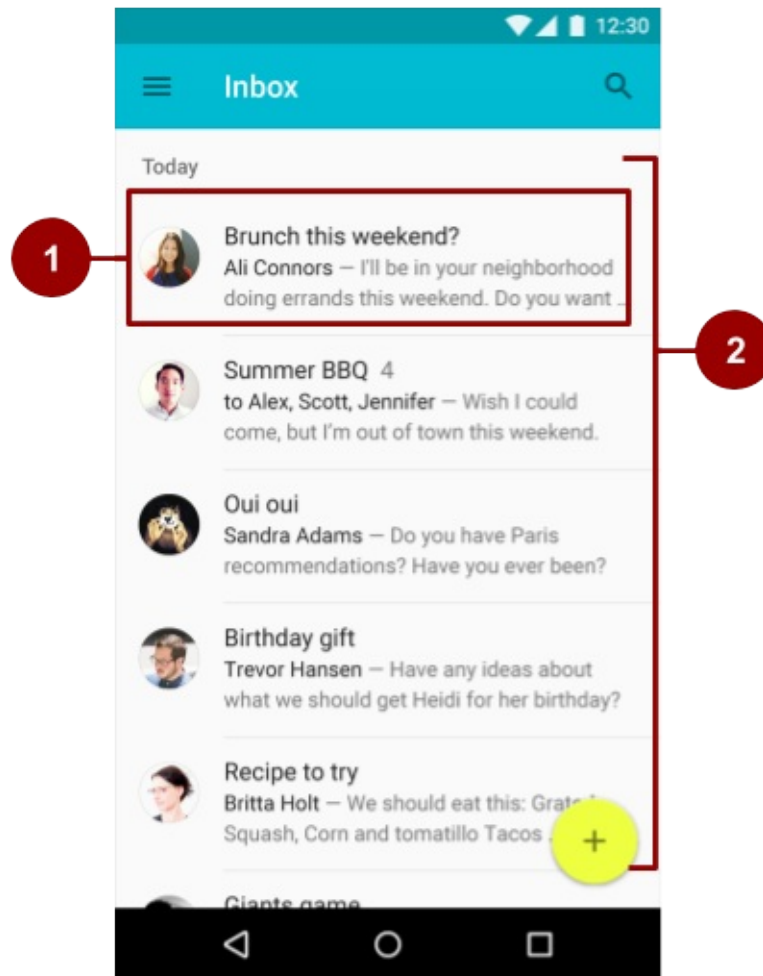 12:30
Inbox
Today
1
Brunch this weekend?
Ali Connors — I'll be in your neighborhood
doing errands this weekend. Do you want ..
2
Summer BBQ 4
to Alex, Scott, Jennifer — Wish I could
come, but I'm out of town this weekend.
Oui oui
Sandra Adams — Do you have Paris
recommendations? Have you ever been?
Birthday gift
Trevor Hansen — Have any ideas about
what we should get Heidi for her birthday?
Recipe to try
Britta Holt — We should eat this:
Squash, Corn and tomatillo Tacos
Giants game